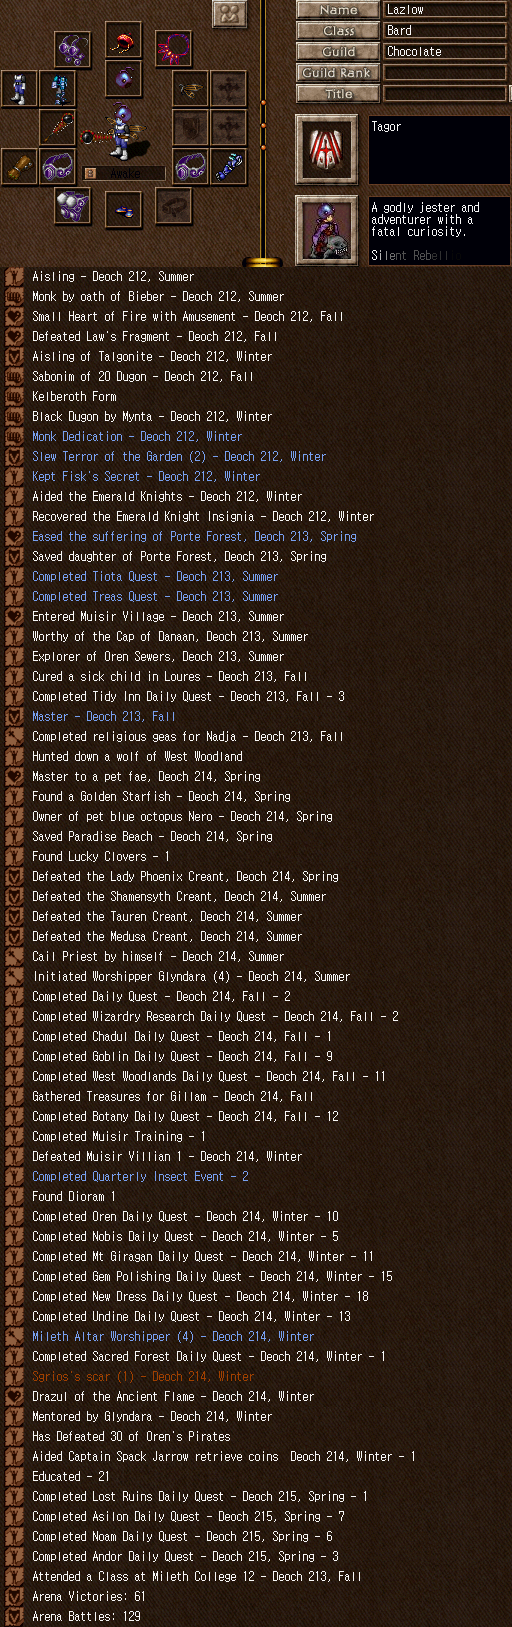 Name Lazlow
Class Bard
Guild Chocolate
Guild Rank
Title
Tagor
Awake
A godly jester and
adventurer with a
fatal curiosity.
Silent Rebell
Aisling - Deoch 212, Summer
Monk by oath of Bieber - Deoch 212, Summer
Small Heart of Fire with Amusement - Deoch 212, Fall
Defeated Law's Fragment - Deoch 212, Fall
Aisling of Talgonite - Deoch 212, Winter
Sabonim of 20 Dugon - Deoch 212, Fall
Kelberoth Form
Black Dugon by Mynta - Deoch 212, Winter
Monk Dedication - Deoch 212, Winter
Slew Terror of the Garden (2) - Deoch 212, Winter
Kept Fisk's Secret - Deoch 212, Winter
Aided the Emerald Knights - Deoch 212, Winter
Recovered the Emerald Knight Insignia - Deoch 212, Winter
Eased the suffering of Porte Forest, Deoch 213, Spring
Saved daughter of Porte Forest, Deoch 213, Spring
Completed Tiota Quest - Deoch 213, Summer
Completed Treas Quest - Deoch 213, Summer
Entered Muisir Village - Deoch 213, Summer
Worthy of the Cap of Danaan, Deoch 213, Summer
Explorer of Oren Sewers, Deoch 213, Summer
Cured a sick child in Loures - Deoch 213, Fall
Completed Tidy Inn Daily Quest - Deoch 213, Fall - 3
Master - Deoch 213, Fall
Completed religious geas for Nadja - Deoch 213, Fall
Hunted down a wolf of West Woodland
Master to a pet fae, Deoch 214, Spring
Found a Golden Starfish - Deoch 214, Spring
Owner of pet blue octopus Nero - Deoch 214, Spring
Saved Paradise Beach - Deoch 214, Spring
Found Lucky Clovers - 1
Defeated the Lady Phoenix Creant, Deoch 214, Spring
Defeated the Shamensyth Creant, Deoch 214, Summer
Defeated the Tauren Creant, Deoch 214, Summer
Defeated the Medusa Creant, Deoch 214, Summer
Cail Priest by himself - Deoch 214, Summer
Initiated Worshipper Glyndara (4) - Deoch 214, Summer
Completed Daily Quest - Deoch 214, Fall - 2
Completed Wizardry Research Daily Quest - Deoch 214, Fall - 2
Completed Chadul Daily Quest - Deoch 214, Fall - 1
Completed Goblin Daily Quest - Deoch 214, Fall - 9
Completed West Woodlands Daily Quest - Deoch 214, Fall - 11
Gathered Treasures for Gillam - Deoch 214, Fall
Completed Botany Daily Quest - Deoch 214, Fall - 12
Completed Muisir Training - 1
Defeated Muisir Villian 1 - Deoch 214, Winter
Completed Quarterly Insect Event - 2
Found Dioram 1
Completed Oren Daily Quest - Deoch 214, Winter - 10
Completed Nobis Daily Quest - Deoch 214, Winter - 5
Completed Mt Giragan Daily Quest - Deoch 214, Winter - 11
Completed Gem Polishing Daily Quest - Deoch 214, Winter - 15
Completed New Dress Daily Quest - Deoch 214, Winter - 18
Completed Undine Daily Quest - Deoch 214, Winter - 13
Mileth Altar Worshipper (4) - Deoch 214, Winter
Completed Sacred Forest Daily Quest - Deoch 214, Winter - 1
Sgrios's scar (1) - Deoch 214, Winter
Drazul of the Ancient Flame - Deoch 214, Winter
Mentored by Glyndara - Deoch 214, Winter
Has Defeated 30 of Oren's Pirates
Aided Captain Spack Jarrow retrieve coins  Deoch 214, Winter - 1
Educated - 21
Completed Lost Ruins Daily Quest - Deoch 215, Spring - 1
Completed Asilon Daily Quest - Deoch 215, Spring - 7
Completed Noam Daily Quest - Deoch 215, Spring - 6
Completed Andor Daily Quest - Deoch 215, Spring - 3
Attended a Class at Mileth College 12 - Deoch 213, Fall
Arena Victories: 61
Arena Battles: 129